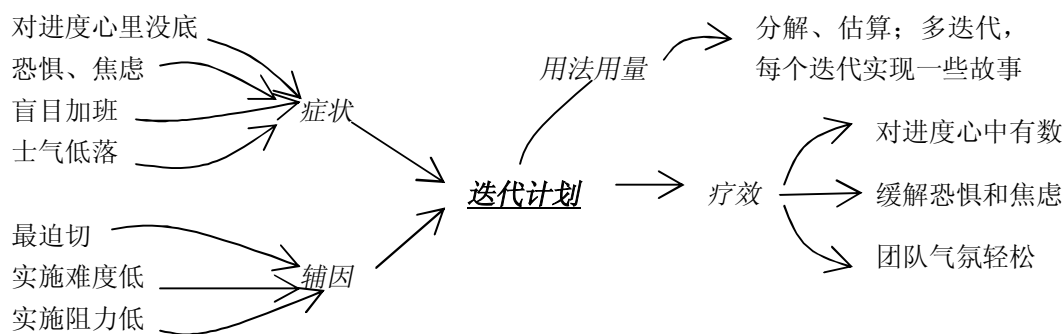 对进度心里没底
恐惧、焦虑
盲目加班
士气低落
症状
最迫切
实施难度低
实施阻力低
辅因
迭代计划
用法用量
分解、估算；多迭代，
每个迭代实现一些故事
疗效
对进度心中有数
缓解恐惧和焦虑
团队气氛轻松